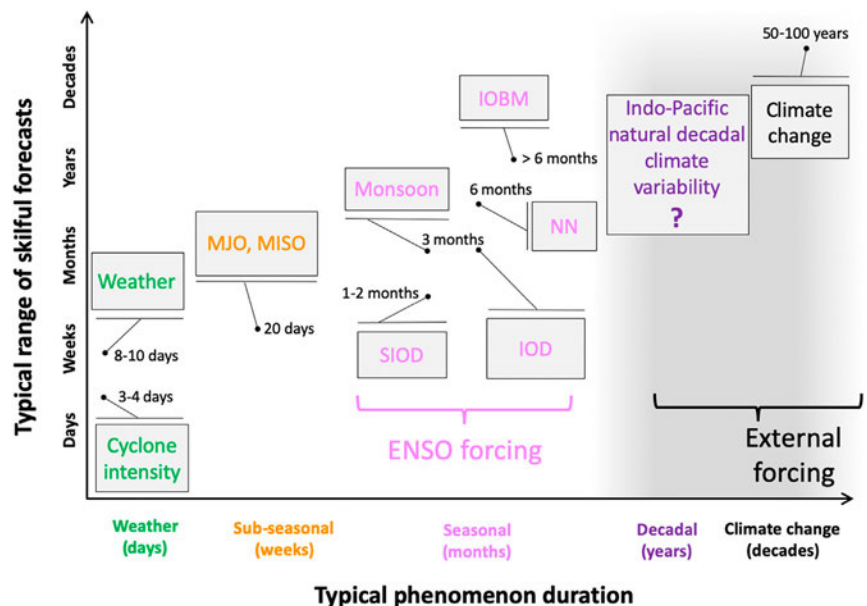 Typical range of skilful forecasts
Decades
Years
Months
Weeks
Days
50-100 years
IOBM
> 6 months
Indo-Pacific
natural decadal
climate
variability
?
Climate
change
Monsoon
6 months
NN
3 months
MJO, MISO
20 days
Weather
8-10 days
1-2 months
SIOD
IOD
3-4 days
Cyclone
intensity
ENSO forcing
External
forcing
Weather
(days)
Sub-seasonal
(weeks)
Seasonal
(months)
Decadal
(years)
Climate change
(decades)
Typical phenomenon duration